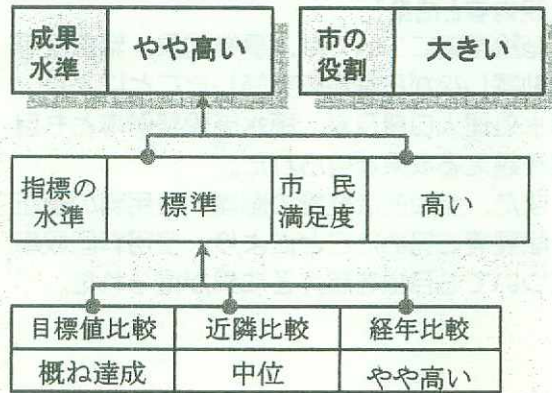 成果水準 やや高い 市の役割 大きい
指標の水準 標準 市民満足度 高い
目標値比較 近隣比較 経年比較
概ね達成 中位 やや高い